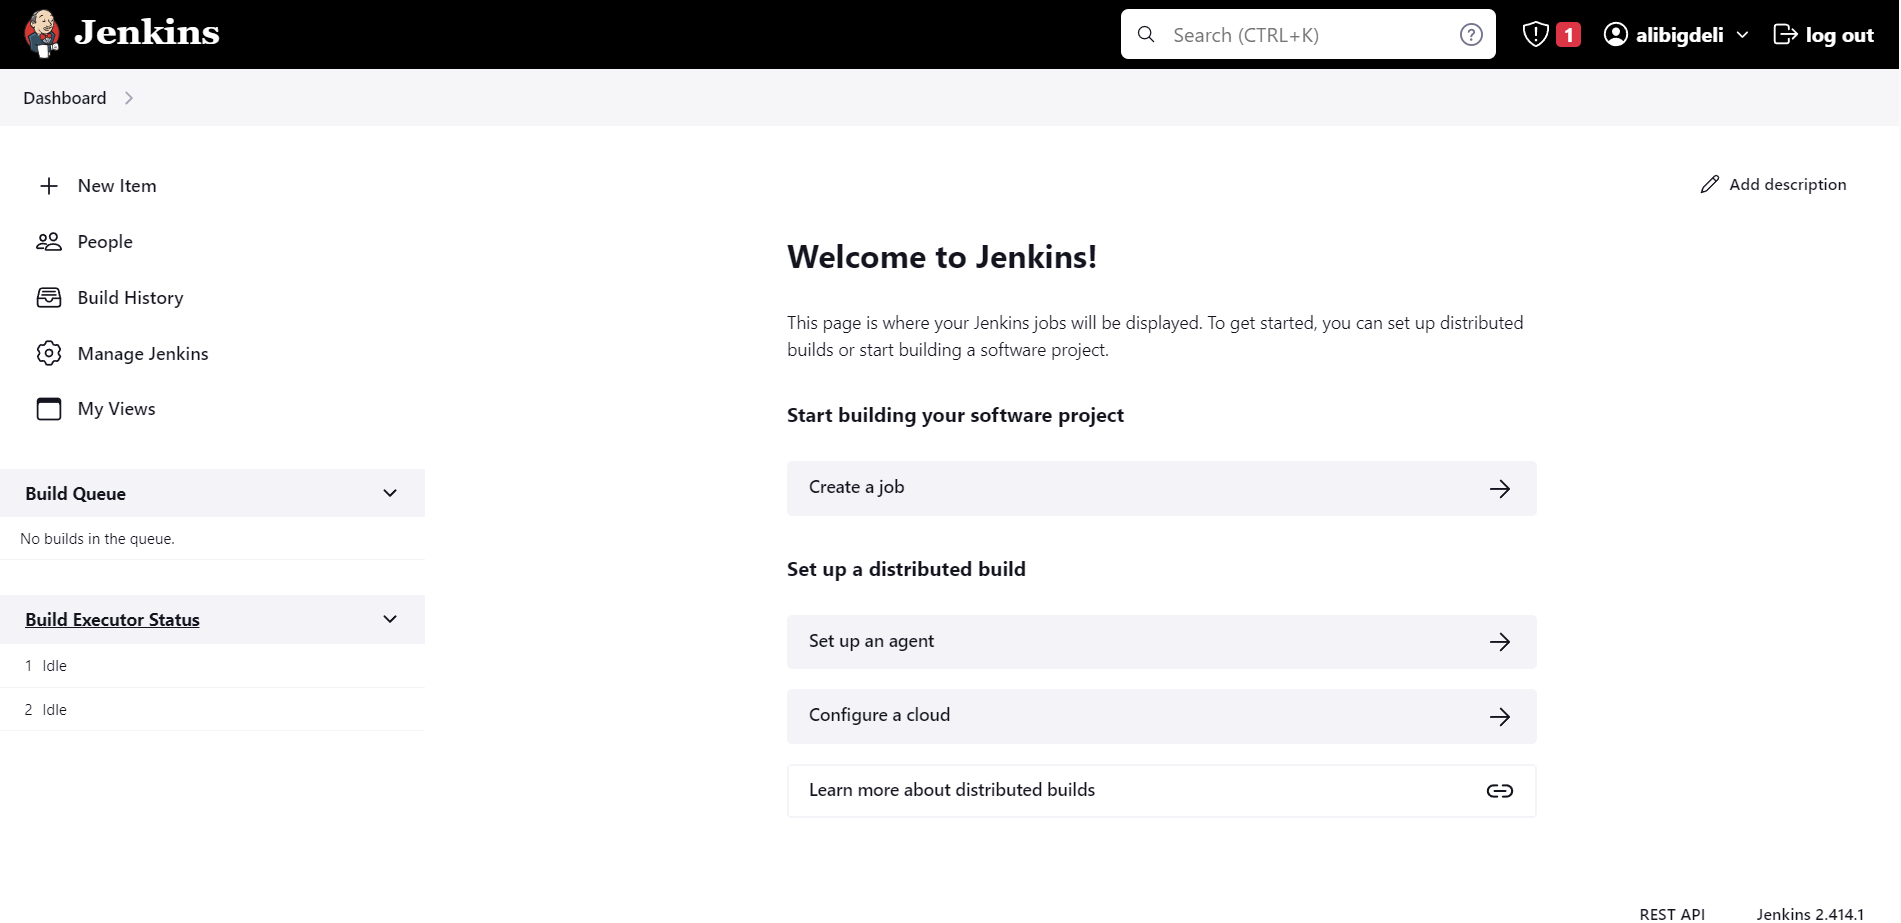 Jenkins
Search (CTRL+K)
1
alibigdeli
log out
Dashboard
New Item
People
Build History
Manage Jenkins
My Views
Build Queue
No builds in the queue.
Build Executor Status
1 Idle
2 Idle
Add description
Welcome to Jenkins!
This page is where your Jenkins jobs will be displayed. To get started, you can set up distributed
builds or start building a software project.
Start building your software project
Create a job
Set up a distributed build
Set up an agent
Configure a cloud
Learn more about distributed builds
REST API
Jenkins 2.414.1